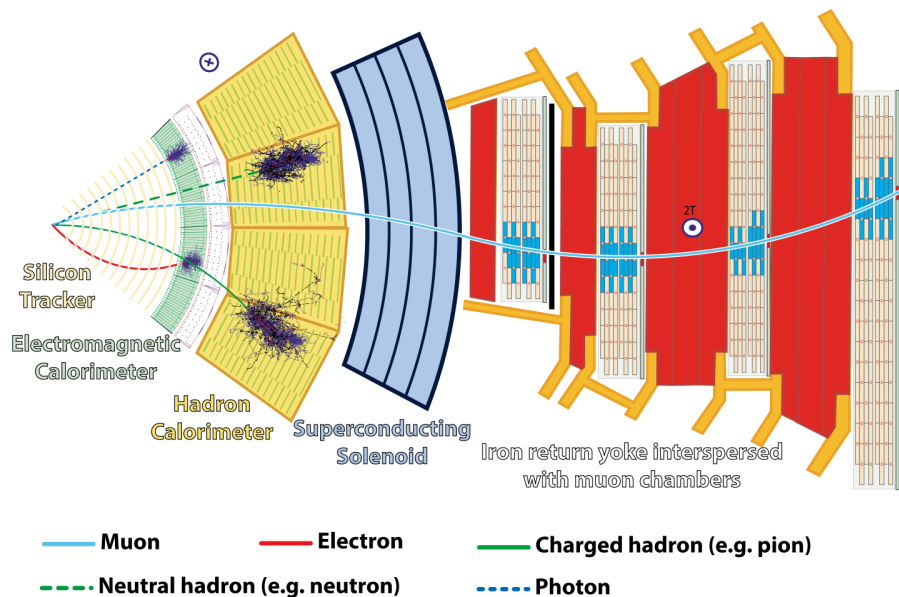 2T
Silicon
Tracker
Electromagnetic
Calorimeter
Hadron
Calorimeter
Superconducting
Solenoid
Iron return yoke interspersed
with muon chambers
Muon
Electron
Charged hadron (e.g. pion)
Neutral hadron (e.g. neutron)
Photon